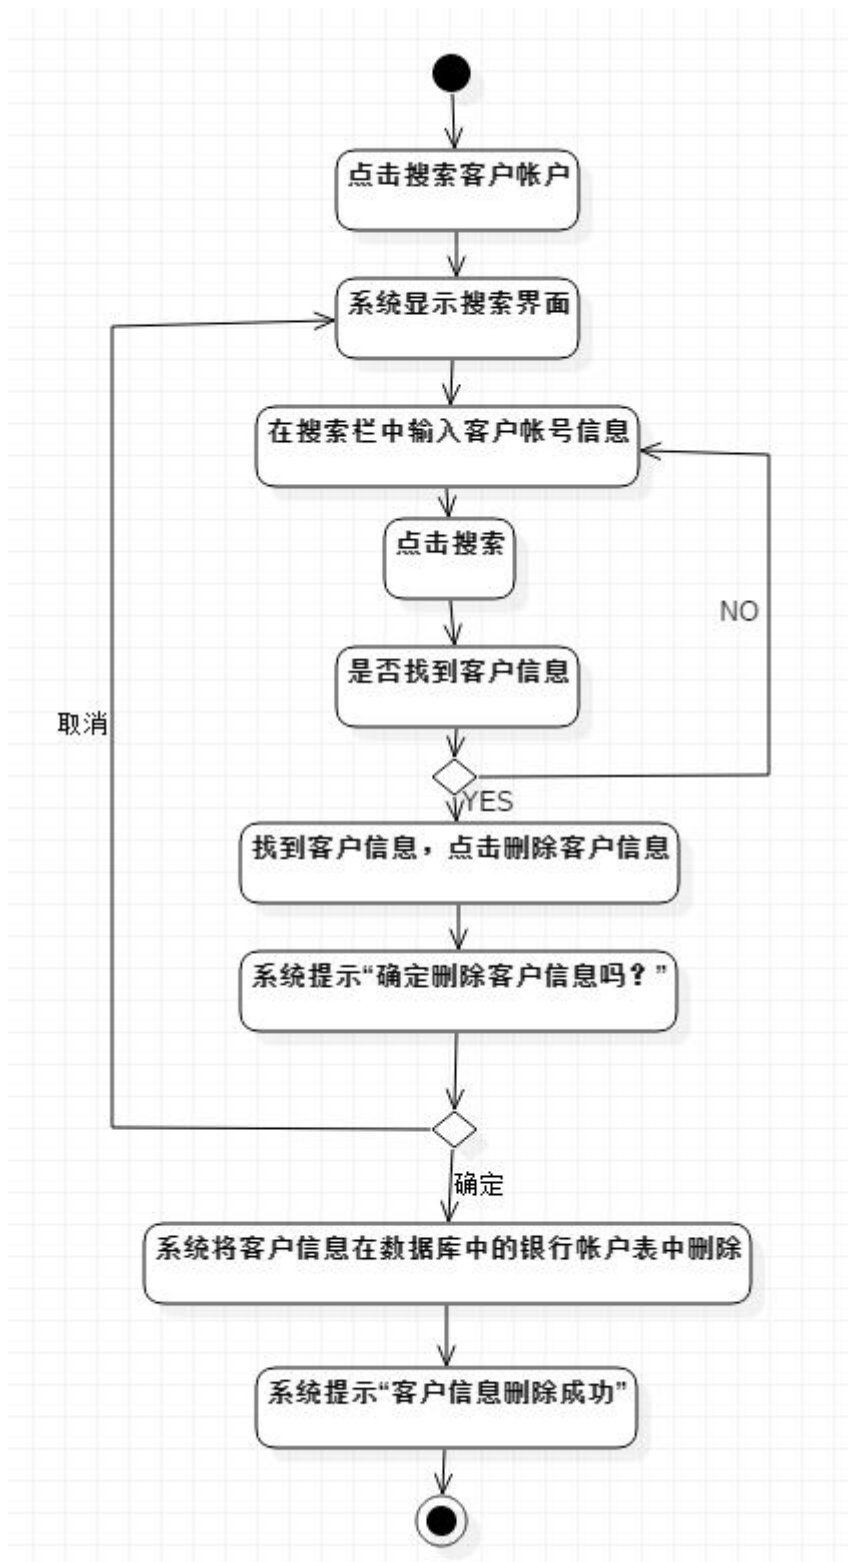 点击搜索客户帐户
系统显示搜索界面
在搜索栏中输入客户帐号信息
点击搜索
NO
是否找到客户信息
取消
YES
找到客户信息，点击删除客户信息
系统提示“确定删除客户信息吗？”
确定
系统将客户信息在数据库中的银行帐户表中删除
系统提示“客户信息删除成功”